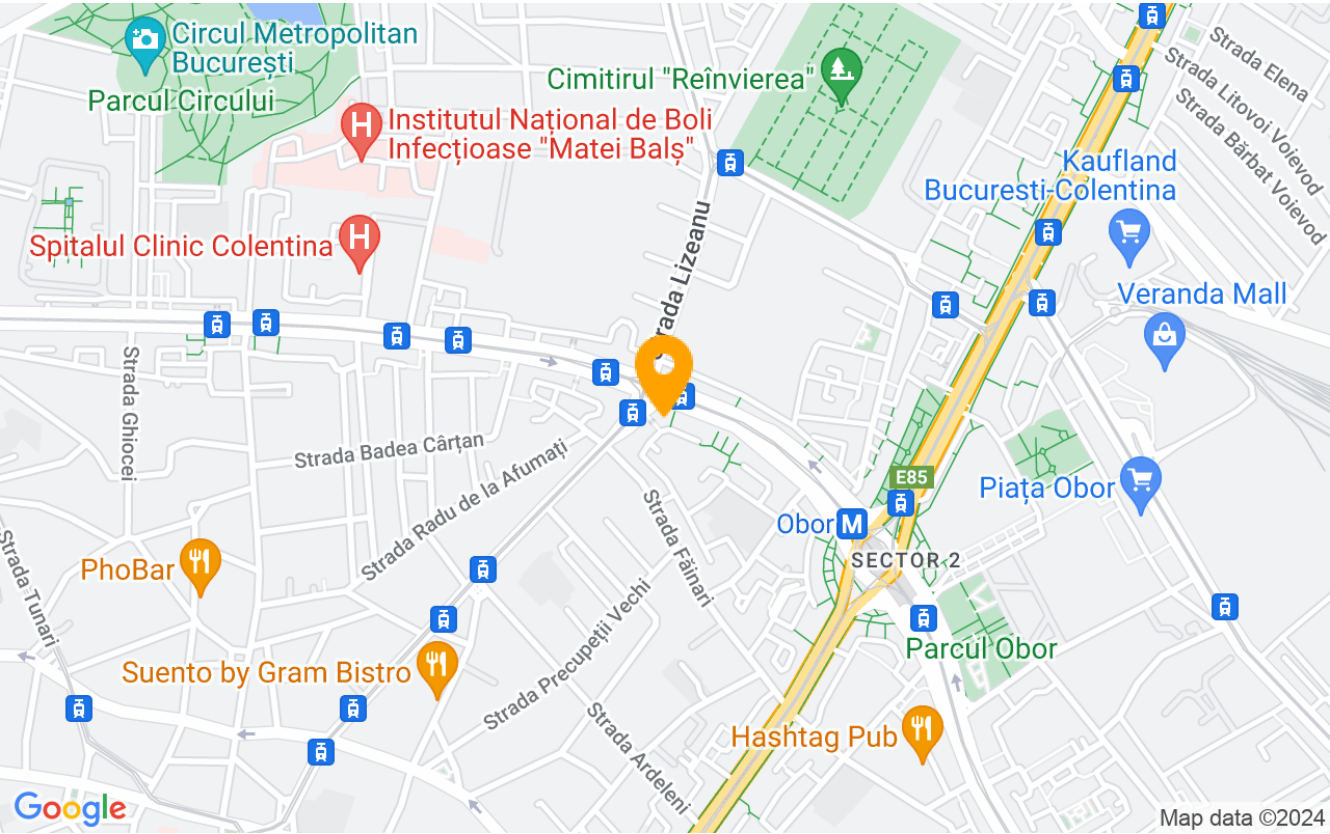 Circul Metropolitan
București
Parcul Circului
Cimitirul "Reînvierea"
Institutul Național de Boli
Infecțioase "Matei Balș"
Strada Elena
Strada Litovoi Voievod
Strada Bărbat Voievod
Kaufland
Bucuresti-Colentina
Spitalul Clinic Colentina
Strada Lizeanu
Veranda Mall
Strada Ghiocei
Strada Badea Cârțan
Strada Radu de la Afumați
E85
Piața Obor
Strada Făinari
Obor M
SECTOR 2
PhoBar
Strada Tunari
Strada Precupeții Vechi
Parcul Obor
Suento by Gram Bistro
Strada Ardeleni
Hashtag Pub
Google
Map data ©2024